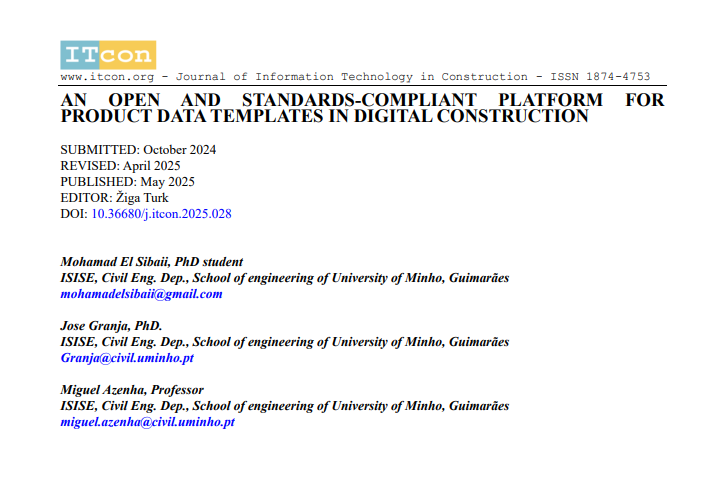 ITcon
www.itcon.org - Journal of Information Technology in Construction - ISSN 1874-4753
AN OPEN AND STANDARDS-COMPLIANT PLATFORM FOR
PRODUCT DATA TEMPLATES IN DIGITAL CONSTRUCTION
SUBMITTED: October 2024
REVISED: April 2025
PUBLISHED: May 2025
EDITOR: Žiga Turk
DOI: 10.36680/j.itcon.2025.028
Mohamad El Sibaii, PhD student
ISISE, Civil Eng. Dep., School of engineering of University of Minho, Guimarães
mohamadelsibaii@gmail.com
Jose Granja, PhD.
ISISE, Civil Eng. Dep., School of engineering of University of Minho, Guimarães
Granja@civil.uminho.pt
Miguel Azenha, Professor
ISISE, Civil Eng. Dep., School of engineering of University of Minho, Guimarães
miguel.azenha@civil.uminho.pt